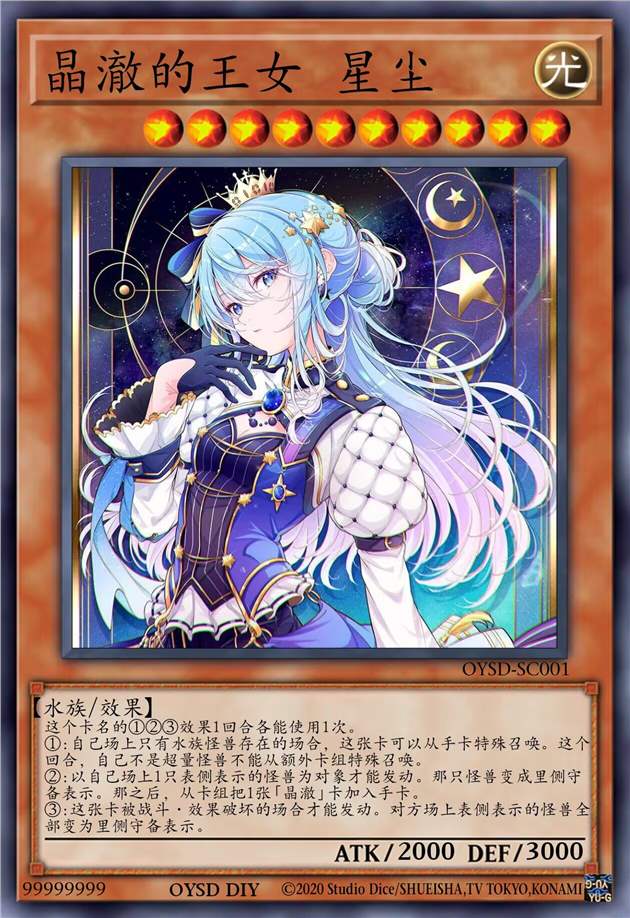 晶澈的王女 星尘
光
OYSD-SC001
【水族/效果】
这个卡名的①②③效果1回合各能使用1次。
①:自己场上只有水族怪兽存在的场合，这张卡可以从手卡特殊召唤。这个
回合，自己不是超量怪兽不能从额外卡组特殊召唤。
②:以自己场上1只表侧表示的怪兽为对象才能发动。那只怪兽变成里侧守
备表示。那之后，从卡组把1张「晶澈」卡加入手卡。
③:这张卡被战斗·效果破坏的场合才能发动。对方场上表侧表示的怪兽全
部变为里侧守备表示。
ATK/2000 DEF/3000
99999999 OYSD DIY ©2020 Studio Dice/SHUEISHA,TV TOKYO,KONAMI